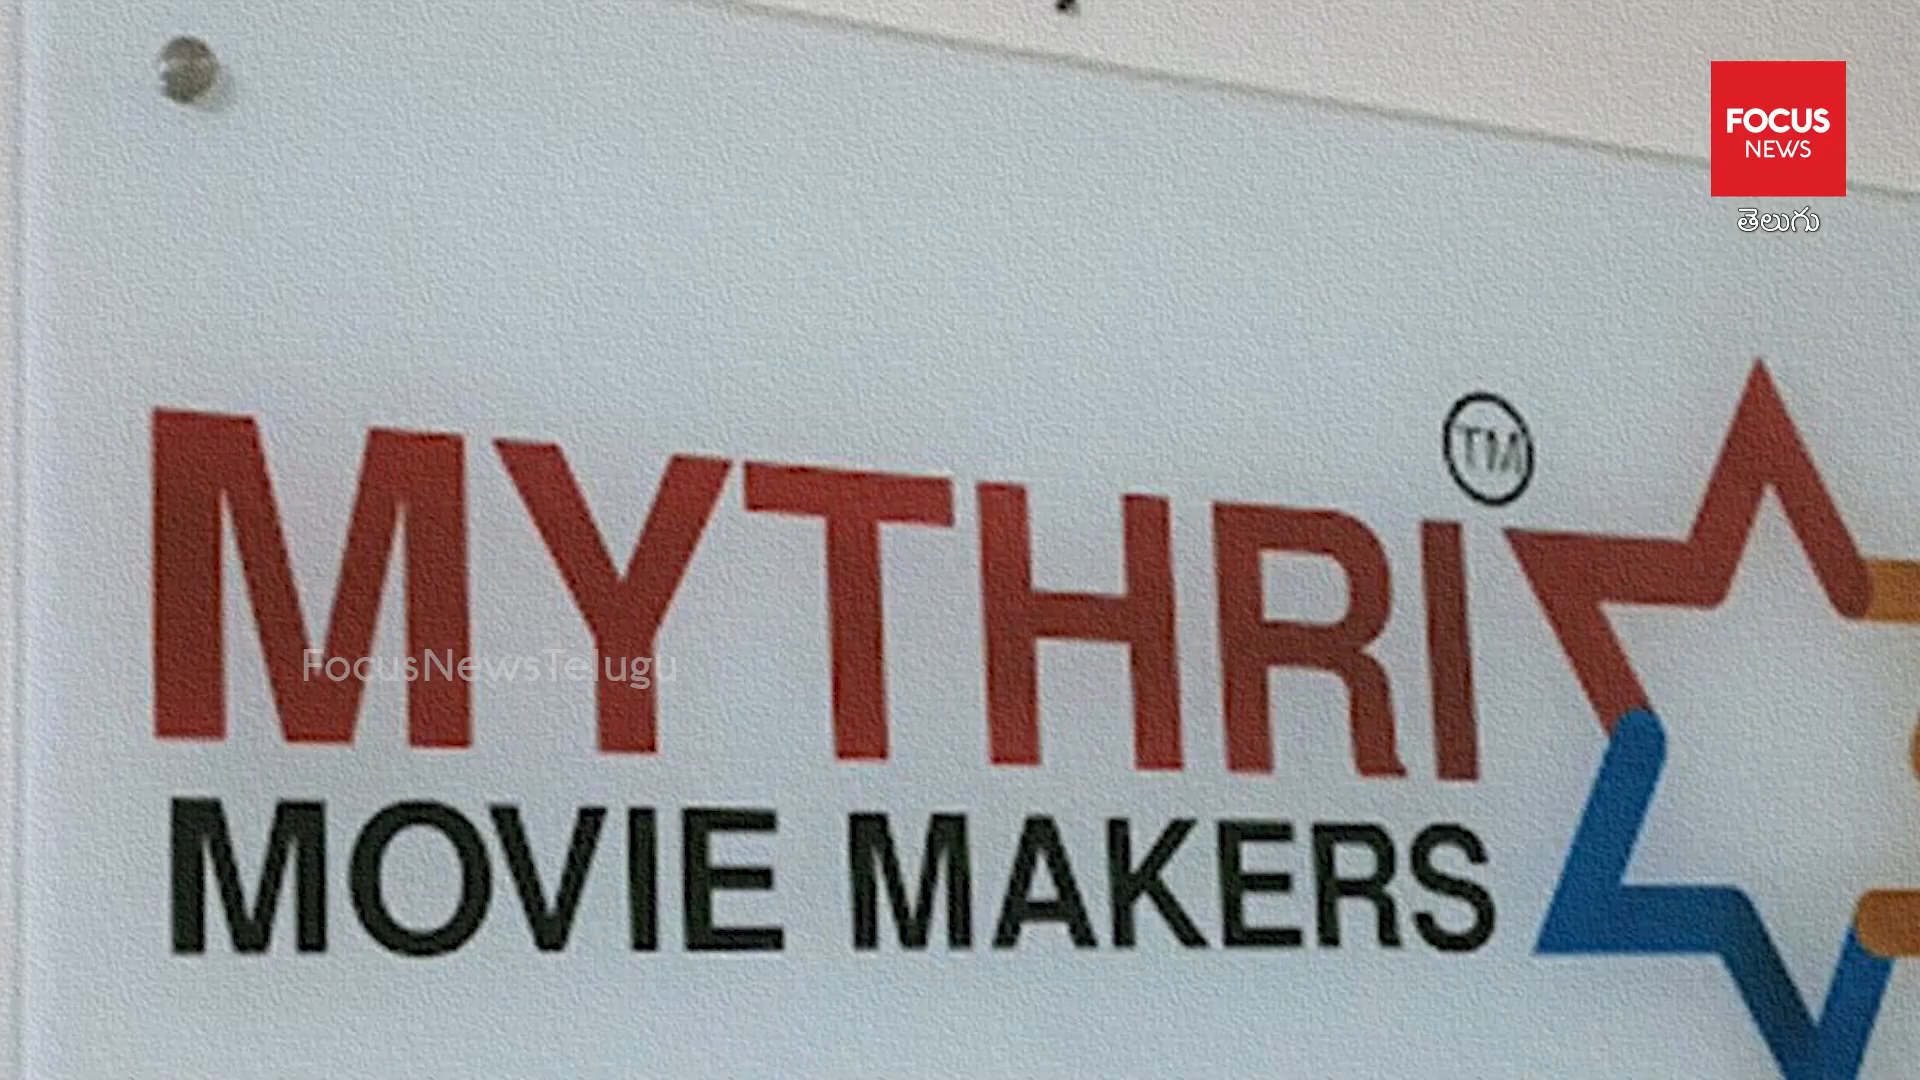 FOCUS
NEWS
తెలుగు
MYTHRI
TM
FocusNewsTelugu
MOVIE MAKERS